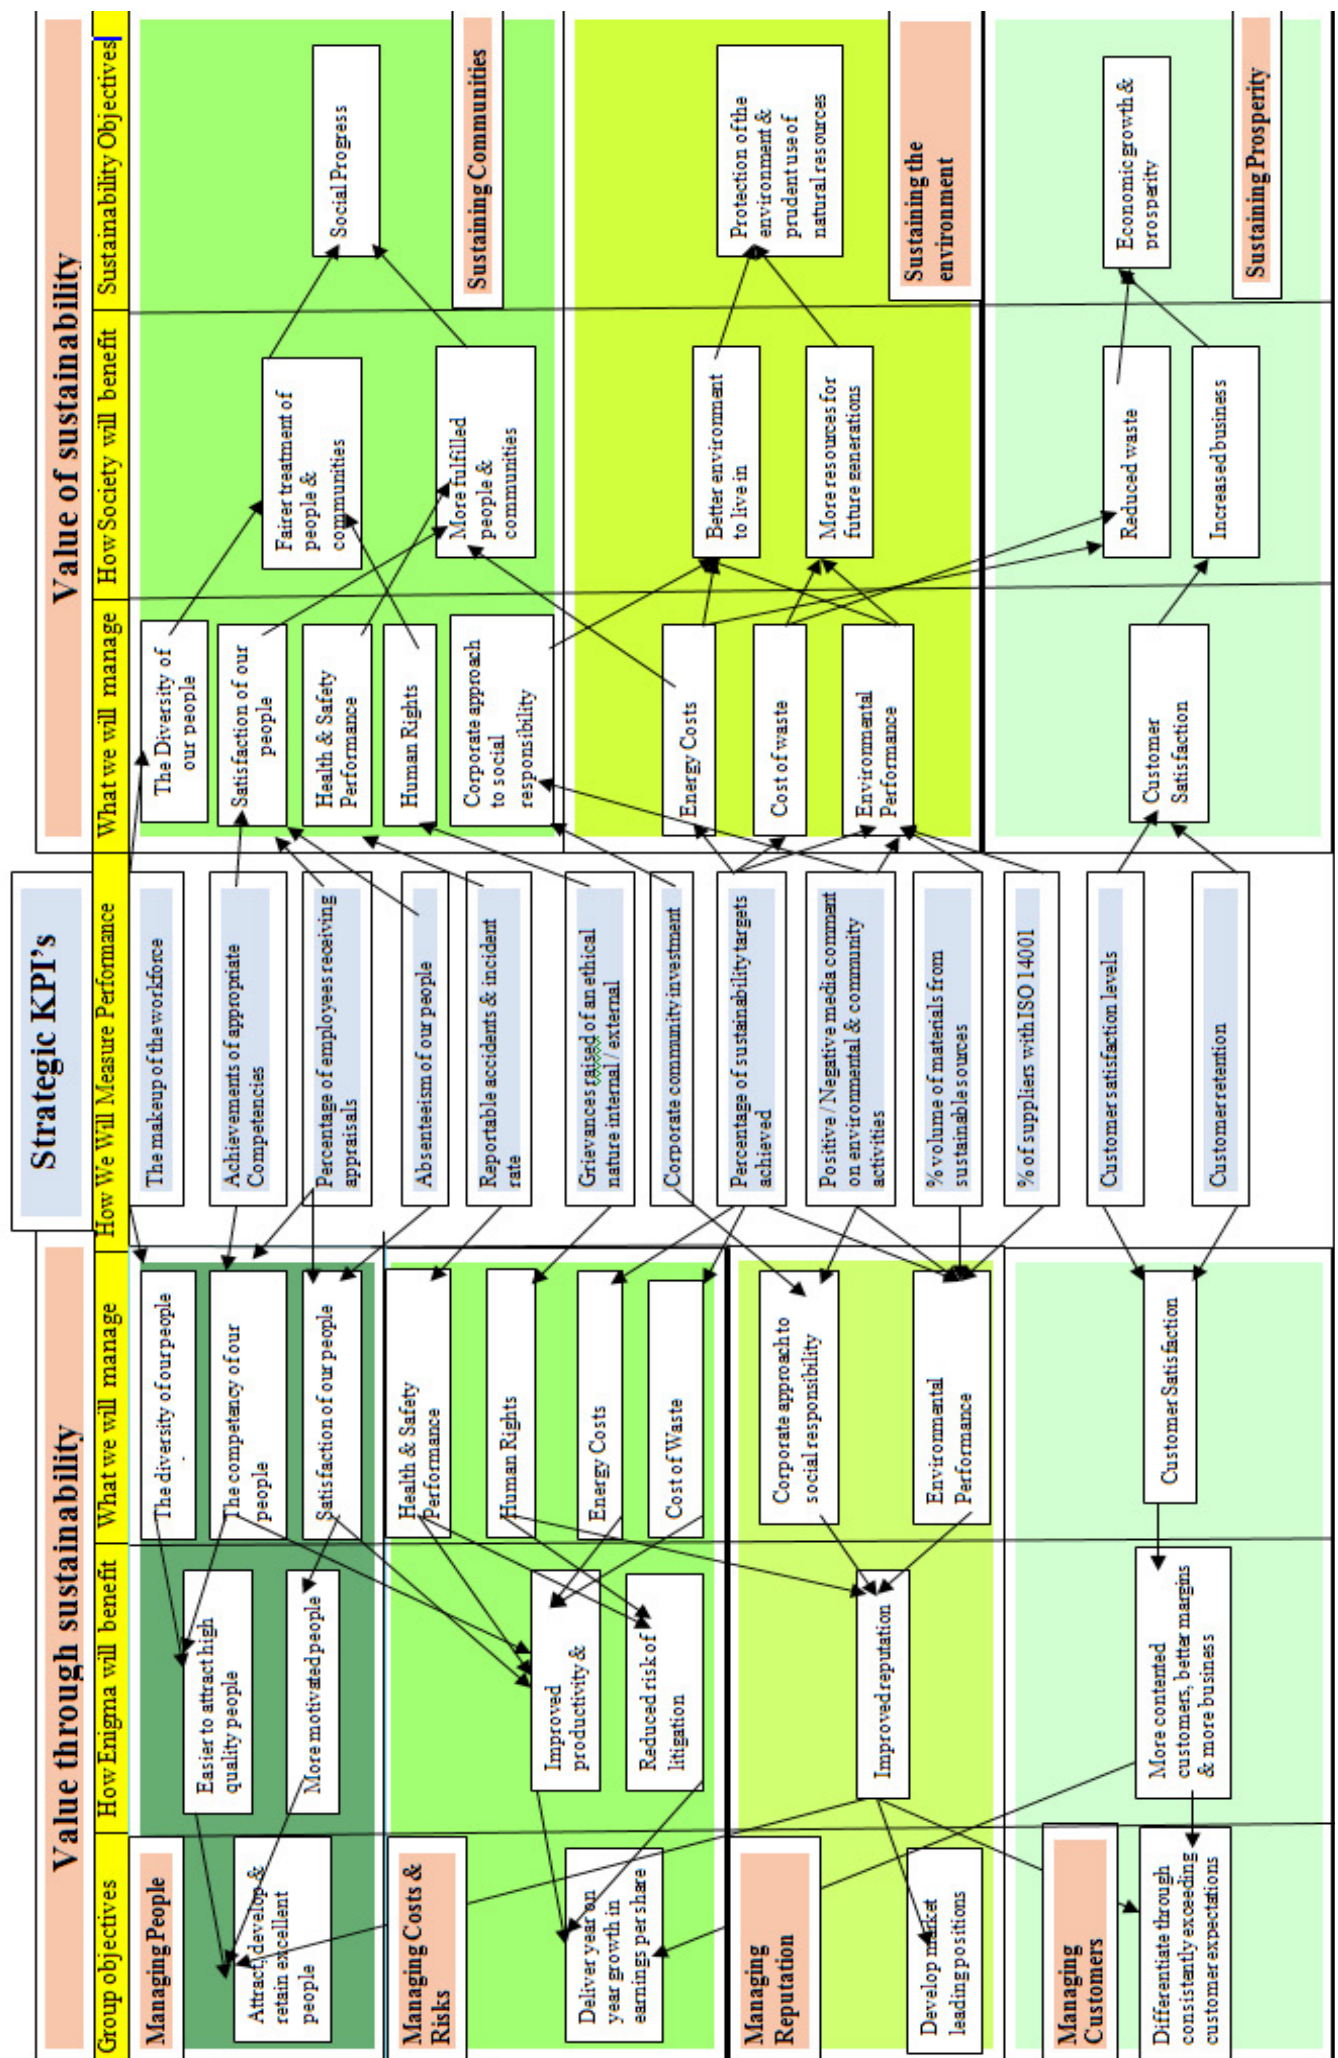 Value through sustainability
Strategic KPI's
Value of sustainability
Group objectives
How Enigma will benefit
What we will manage
How We Will Measure Performance
What we will manage
How Society will benefit
Sustainability Objectives
Managing People
Attract, develop &
retain excellent
people
Easier to attract high
quality people
More motivated people
The diversity of our people
The competency of our
people
Satisfaction of our people
Managing Costs &
Risks
Deliver year on
year growth in
earnings per share
Improved
productivity &
Reduced risk of
litigation
Health & Safety
Performance
Human Rights
Energy Costs
Cost of Waste
Managing
Reputation
Develop market
leading positions
Improved reputation
Corporate approach to
social responsibility
Environmental
Performance
Managing
Customers
Differentiate through
consistently exceeding
customer expectations
More contented
customers, better margins
& more business
Customer Satisfaction
The makeup of the workforce
Achievements of appropriate
Competencies
Percentage of employees receiving
appraisals
Absenteeism of our people
Reportable accidents & incident
rate
Grievances raised of an ethical
nature internal / external
Corporate community investment
Percentage of sustainability targets
achieved
Positive / Negative media comment
on environmental & community
activities
% volume of materials from
sustainable sources
% of suppliers with ISO 14001
Customer satisfaction levels
Customer retention
The Diversity of
our people
Satisfaction of our
people
Health & Safety
Performance
Human Rights
Corporate approach
to social
responsibility
Fairer treatment of
people &
communities
More fulfilled
people &
communities
Social Progress
Sustaining Communities
Energy Costs
Cost of waste
Environmental
Performance
Better environment
to live in
More resources for
future generations
Protection of the
environment &
prudent use of
natural resources
Sustaining the
environment
Customer
Satisfaction
Reduced waste
Increased business
Economic growth &
prosperity
Sustaining Prosperity